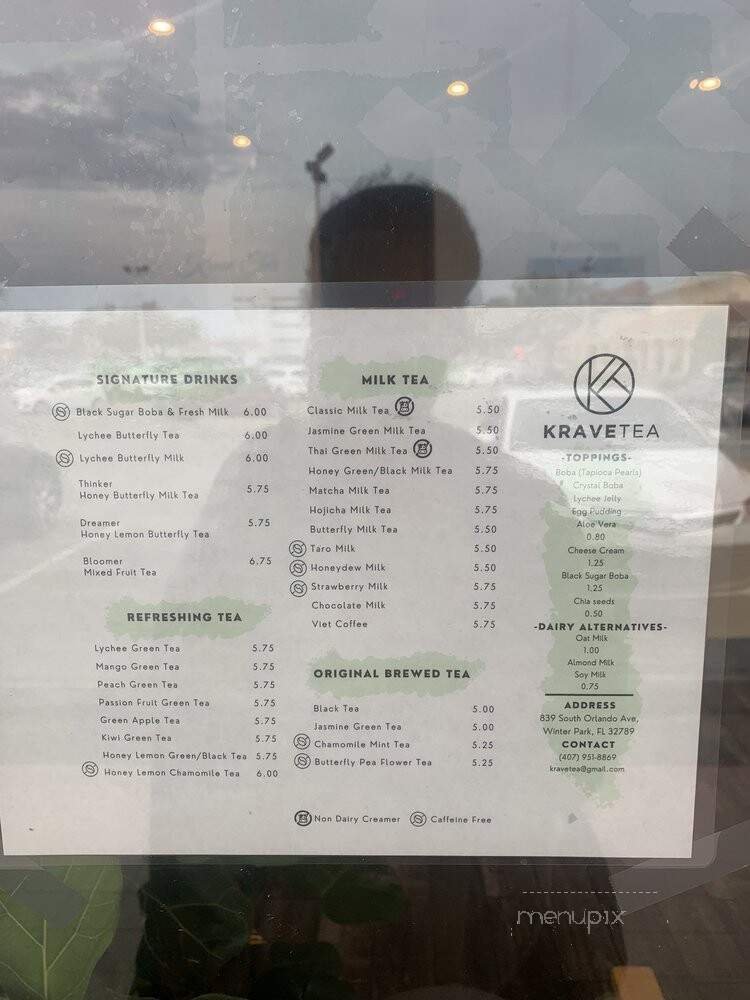 SIGNATURE DRINKS
Black Sugar Boba & Fresh Milk 6.00
Lychee Butterfly Tea 6.00
Lychee Butterfly Milk 6.00
Thinker
Honey Butterfly Milk Tea 5.75
Dreamer 5.75
Honey Lemon Butterfly Tea
Bloomer 6.75
Mixed Fruit Tea
REFRESHING TEA
Lychee Green Tea 5.75
Mango Green Tea 5.75
Peach Green Tea 5.75
Passion Fruit Green Tea 5.75
Green Apple Tea 5.75
Kiwi Green Tea 5.75
Honey Lemon Green/Black Tea 5.75
Honey Lemon Chamomile Tea 6.00
MILK TEA
Classic Milk Tea 5.50
Jasmine Green Milk Tea 5.50
Thai Green Milk Tea 5.50
Honey Green/Black Milk Tea 5.75
Matcha Milk Tea 5.75
Hojicha Milk Tea 5.75
Butterfly Milk Tea 5.50
Taro Milk 5.50
Honeydew Milk 5.50
Strawberry Milk 5.75
Chocolate Milk 5.75
Viet Coffee 5.75
ORIGINAL BREWED TEA
Black Tea 5.00
Jasmine Green Tea 5.00
Chamomile Mint Tea 5.25
Butterfly Pea Flower Tea 5.25
Non Dairy Creamer Caffeine Free
KRAVETEA
-TOPPINGS-
Boba (Tapioca Pearls)
Crystal Boba
Lychee Jelly
Egg Pudding
Aloe Vera
0.80
Cheese Cream
1.25
Black Sugar Boba
1.25
Chia seeds
0.50
-DAIRY ALTERNATIVES-
Oat Milk
1.00
Almond Milk
Soy Milk
0.75
ADDRESS
839 South Orlando Ave,
Winter Park, FL 32789
CONTACT
(407) 951-8869
kravetea@gmail.com
menupix